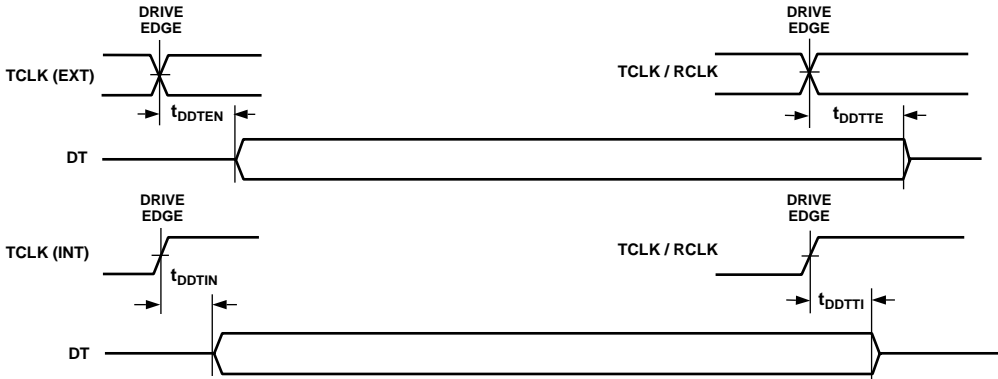 DRIVE
EDGE
DRIVE
EDGE
TCLK (EXT)
TCLK / RCLK
tDDTEN
tDDTTE
DT
DRIVE
EDGE
DRIVE
EDGE
TCLK (INT)
TCLK / RCLK
tDDTIN
tDDTTI
DT